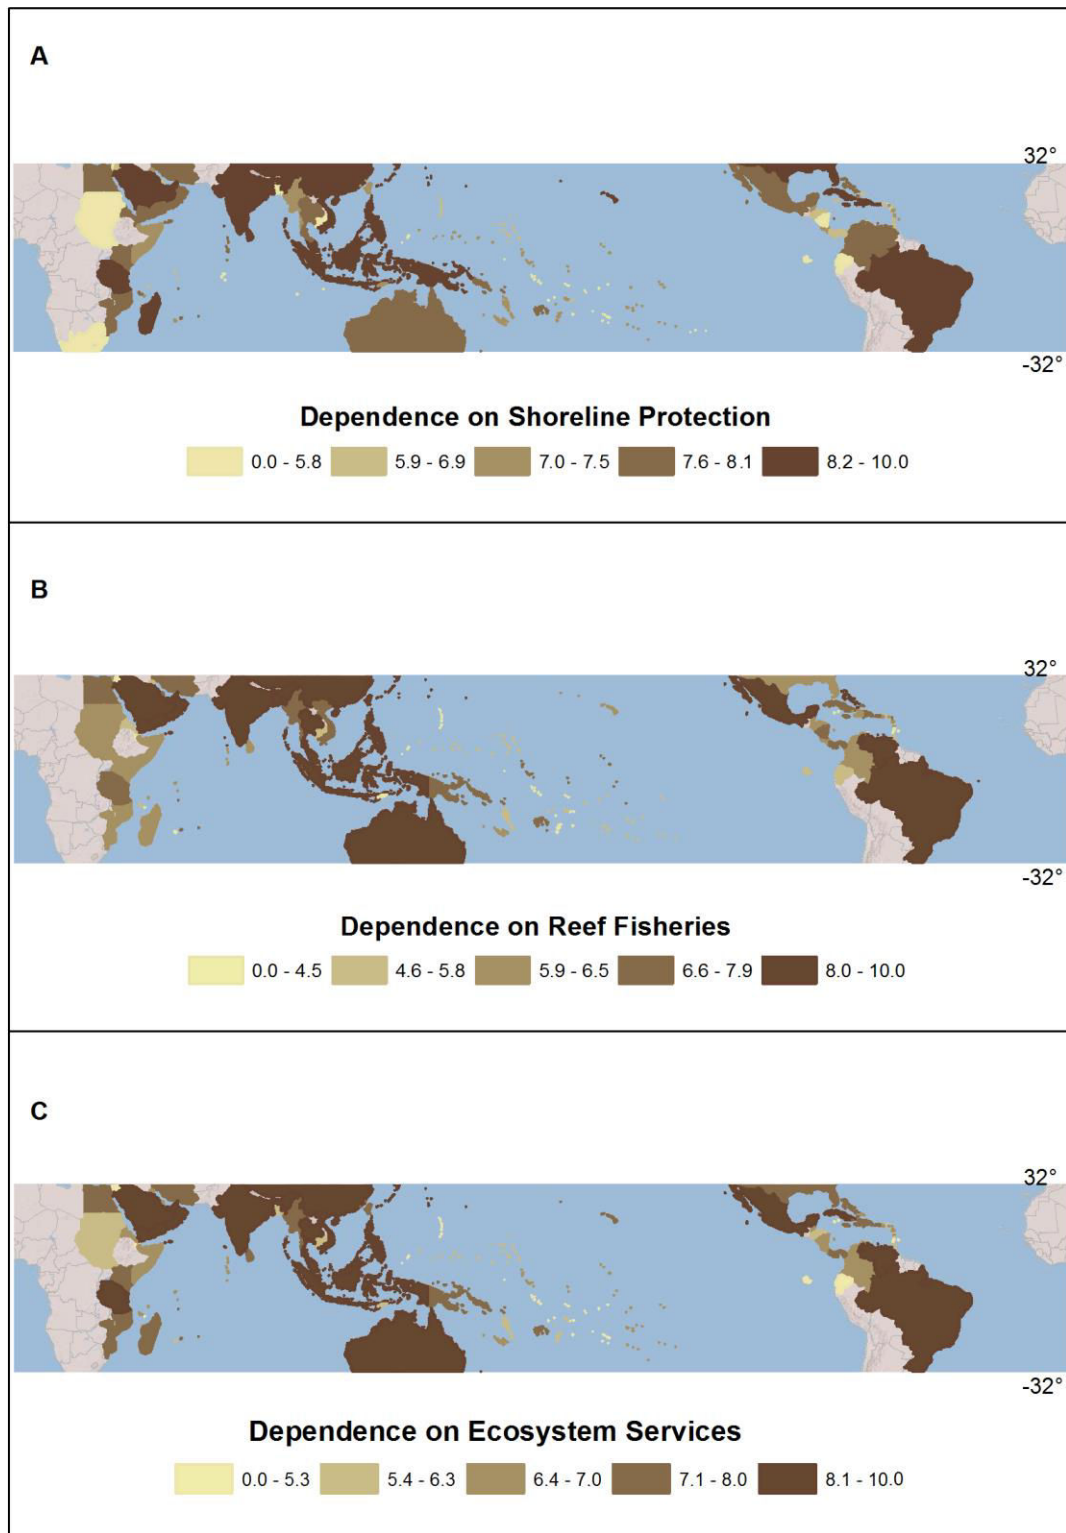 A
32°
-32°
Dependence on Shoreline Protection
0.0 - 5.8 5.9 - 6.9 7.0 - 7.5 7.6 - 8.1 8.2 - 10.0
B
32°
-32°
Dependence on Reef Fisheries
0.0 - 4.5 4.6 - 5.8 5.9 - 6.5 6.6 - 7.9 8.0 - 10.0
C
32°
-32°
Dependence on Ecosystem Services
0.0 - 5.3 5.4 - 6.3 6.4 - 7.0 7.1 - 8.0 8.1 - 10.0